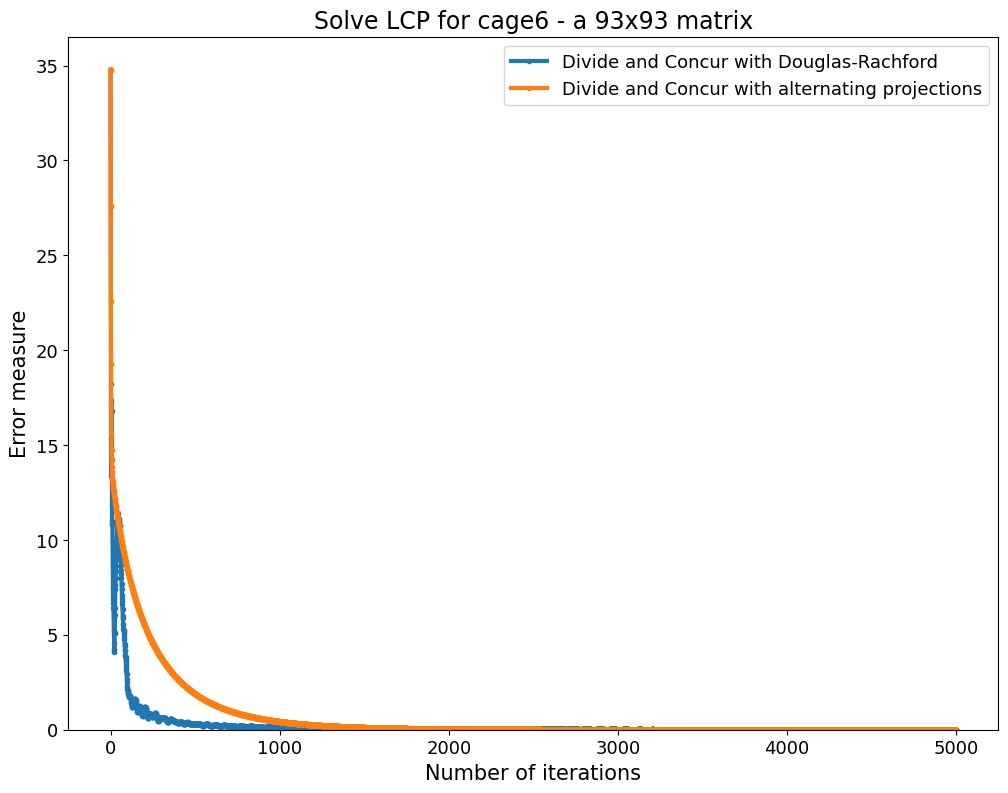 Solve LCP for cage6 - a 93x93 matrix
Divide and Concur with Douglas-Rachford
Divide and Concur with alternating projections
Error measure
35
30
25
20
15
10
5
0
0 1000 2000 3000 4000 5000
Number of iterations